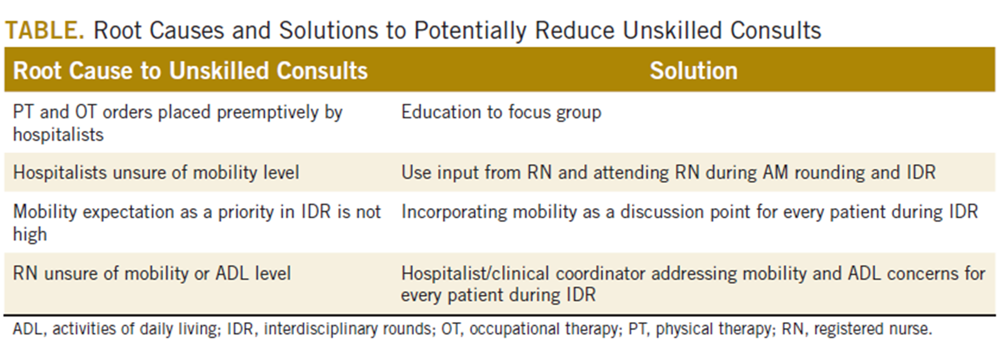 TABLE. Root Causes and Solutions to Potentially Reduce Unskilled Consults
Root Cause to Unskilled Consults Solution
PT and OT orders placed preemptively by Education to focus group
hospitalists
Hospitalists unsure of mobility level Use input from RN and attending RN during AM rounding and IDR
Mobility expectation as a priority in IDR is not Incorporating mobility as a discussion point for every patient during IDR
high
RN unsure of mobility or ADL level Hospitalist/clinical coordinator addressing mobility and ADL concerns for
every patient during IDR
ADL, activities of daily living; IDR, interdisciplinary rounds; OT, occupational therapy; PT, physical therapy; RN, registered nurse.